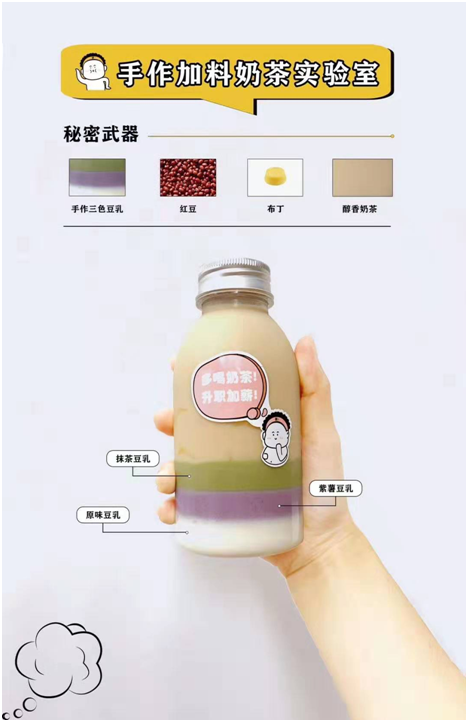 手作加料奶茶实验室
秘密武器
手作三色豆乳
红豆
布丁
醇香奶茶
多喝奶茶!
升职加薪!
抹茶豆乳
紫薯豆乳
原味豆乳